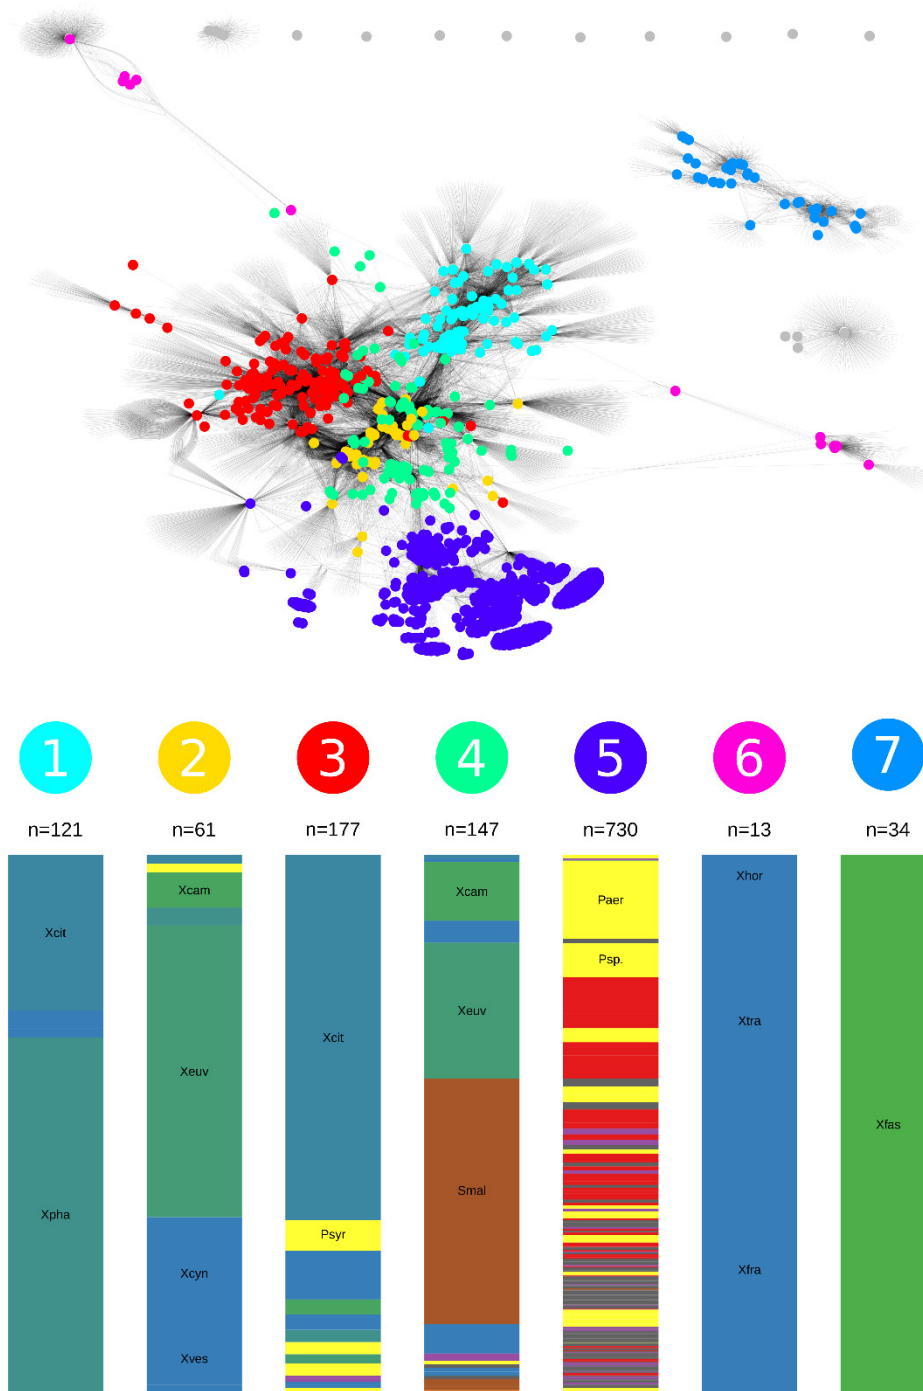 1 2 3 4 5 6 7
n=121 n=61 n=177 n=147 n=730 n=13 n=34
Xhor
Xcam Xcam Paer
Xcit
Psp.
Xeuv Xtra
Xcit
Xeuv Xfas
Xpha Smal
Psyr
Xcyn Xfra
Xves